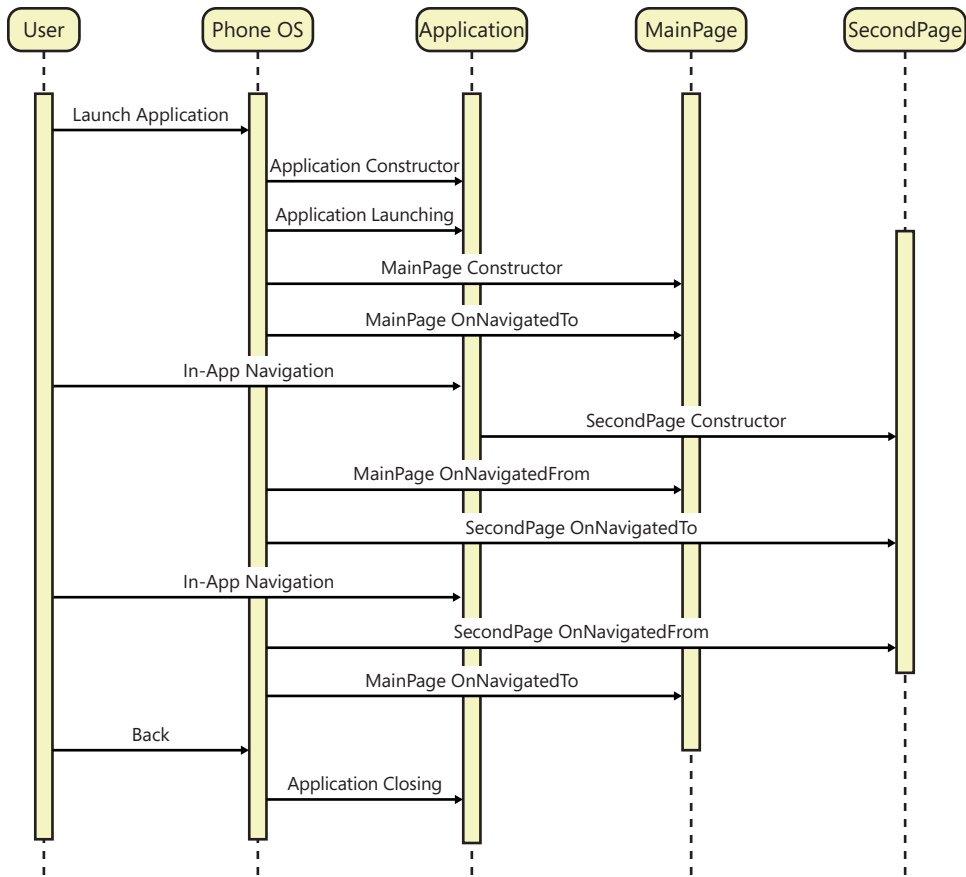 User
Phone OS
Application
MainPage
SecondPage
Launch Application
Application Constructor
Application Launching
MainPage Constructor
MainPage OnNavigatedTo
In-App Navigation
SecondPage Constructor
MainPage OnNavigatedFrom
SecondPage OnNavigatedTo
In-App Navigation
SecondPage OnNavigatedFrom
MainPage OnNavigatedTo
Back
Application Closing